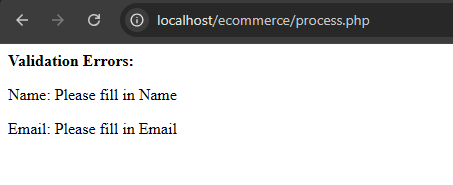 localhost/ecommerce/process.php
Validation Errors:
Name: Please fill in Name
Email: Please fill in Email